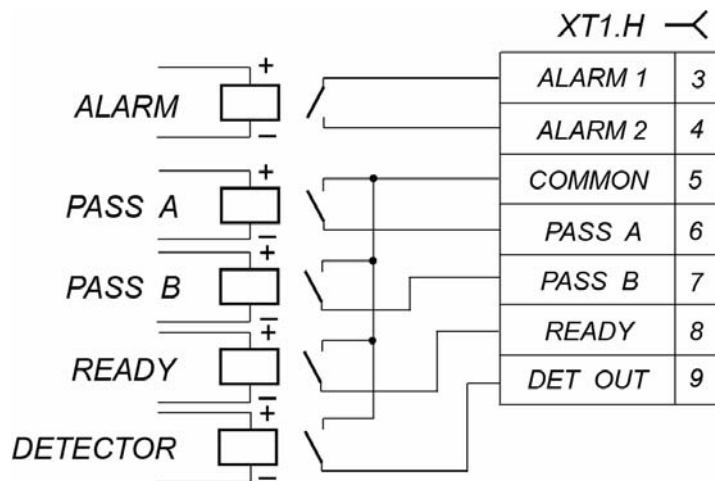 XT1.H
ALARM 1 3
ALARM 2 4
COMMON 5
PASS A 6
PASS B 7
READY 8
DET OUT 9
+
ALARM
−
+
PASS A
−
+
PASS B
−
+
READY
−
+
DETECTOR
−